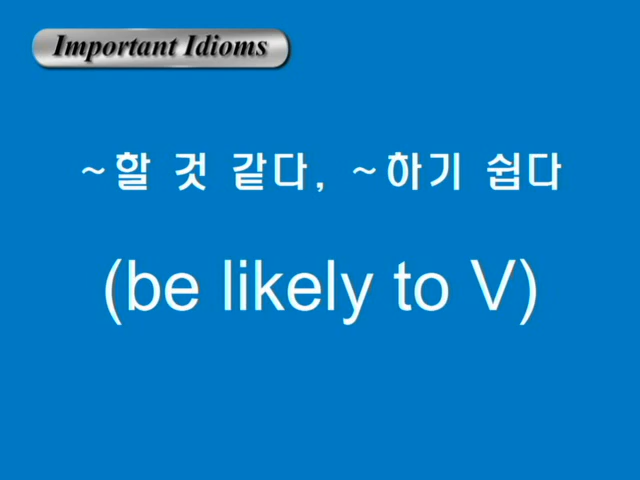 Important Idioms
~할 것 같다, ~하기 쉽다
(be likely to V)